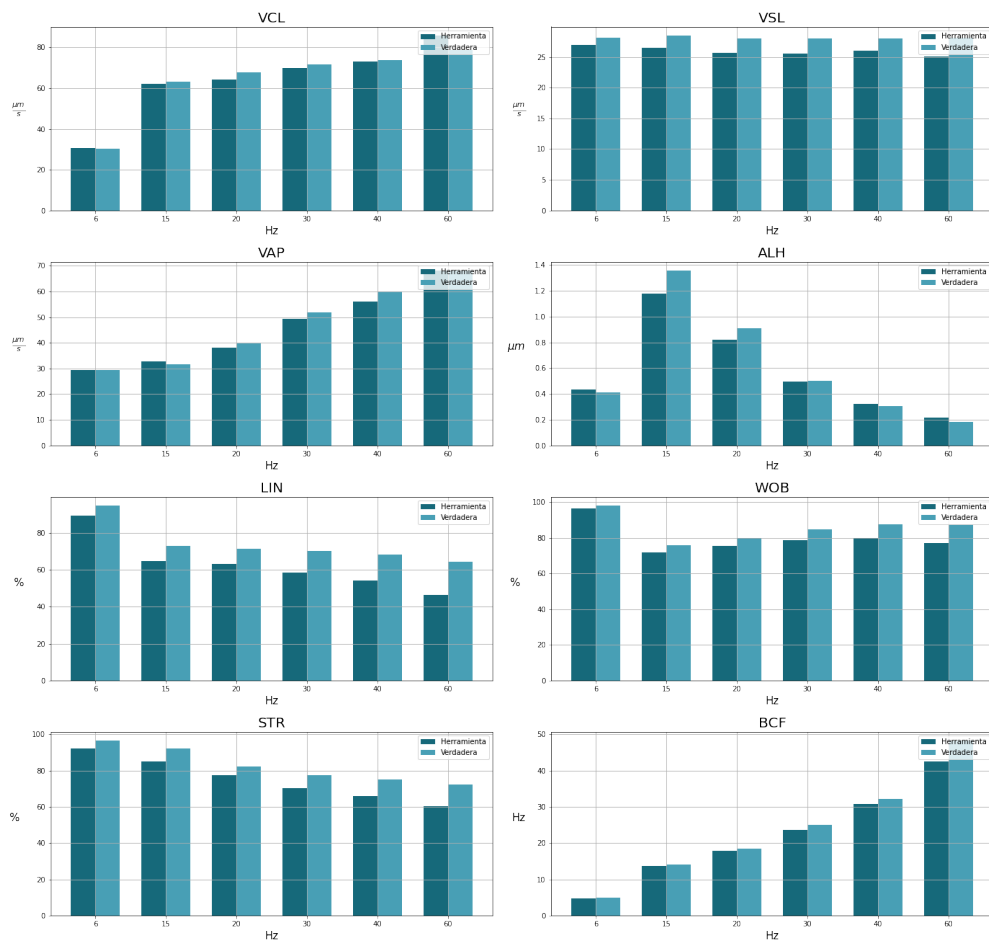 VCL
80
60
40
20
0
μm
s
6 15 20 30 40 60
Hz
Herramienta
Verdadera
VSL
25
20
15
10
5
0
μm
s
6 15 20 30 40 60
Hz
Herramienta
Verdadera
VAP
70
60
50
40
30
20
10
0
μm
s
6 15 20 30 40 60
Hz
Herramienta
Verdadera
ALH
1.4
1.2
1.0
0.8
0.6
0.4
0.2
0.0
μm
6 15 20 30 40 60
Hz
Herramienta
Verdadera
LIN
80
60
40
20
0
%
6 15 20 30 40 60
Hz
Herramienta
Verdadera
WOB
100
80
60
40
20
0
%
6 15 20 30 40 60
Hz
Herramienta
Verdadera
STR
100
80
60
40
20
0
%
6 15 20 30 40 60
Hz
Herramienta
Verdadera
BCF
50
40
30
20
10
0
Hz
6 15 20 30 40 60
Hz
Herramienta
Verdadera